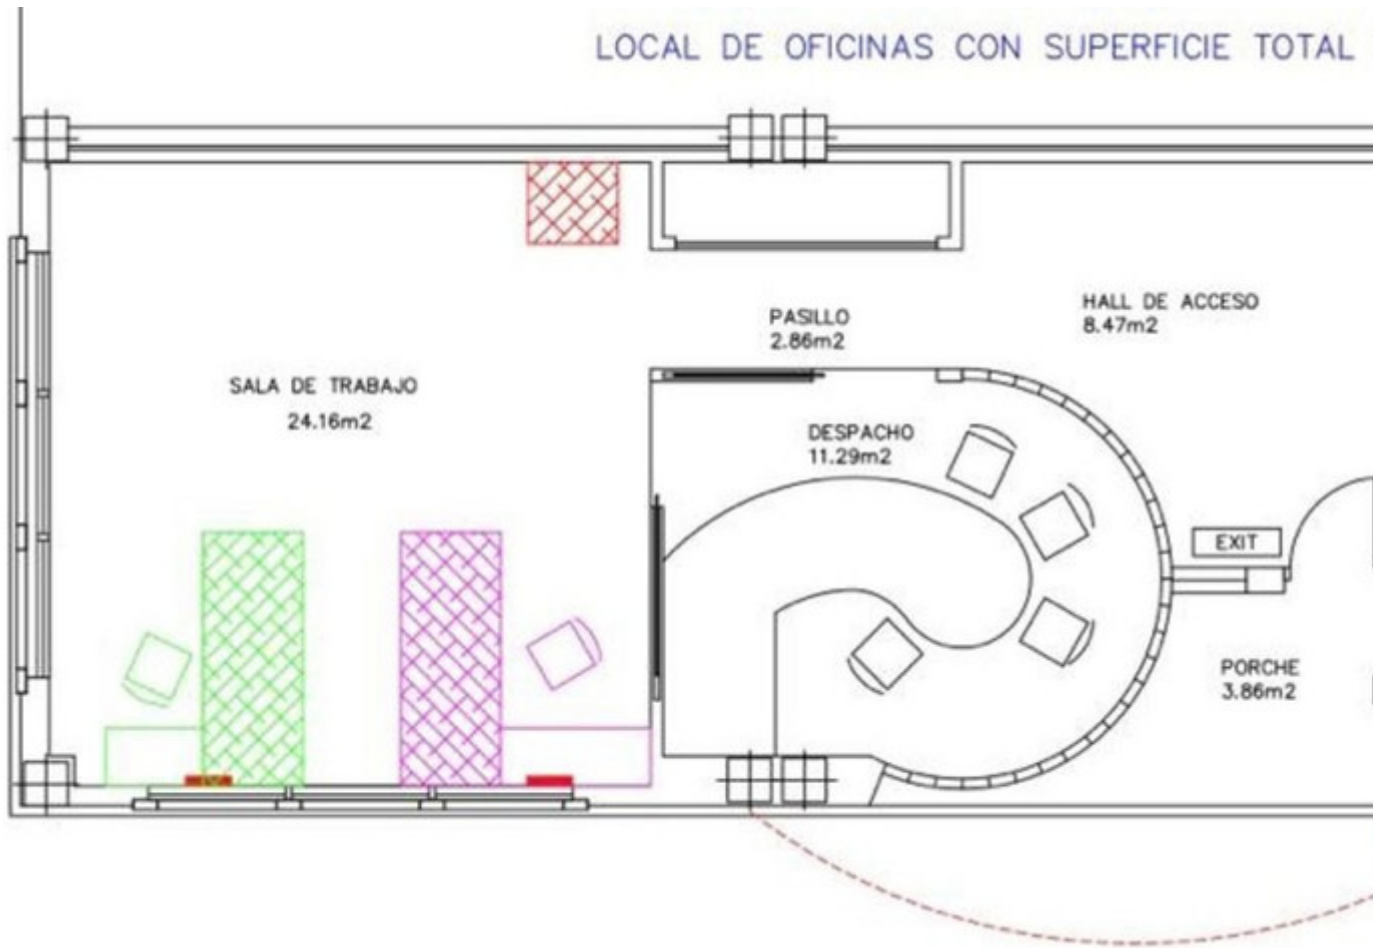 LOCAL DE OFICINAS CON SUPERFICIE TOTAL
HALL DE ACCESO
8.47m2
PASILLO
2.86m2
SALA DE TRABAJO
24.16m2
DESPACHO
11.29m2
EXIT
PORCHE
3.86m2